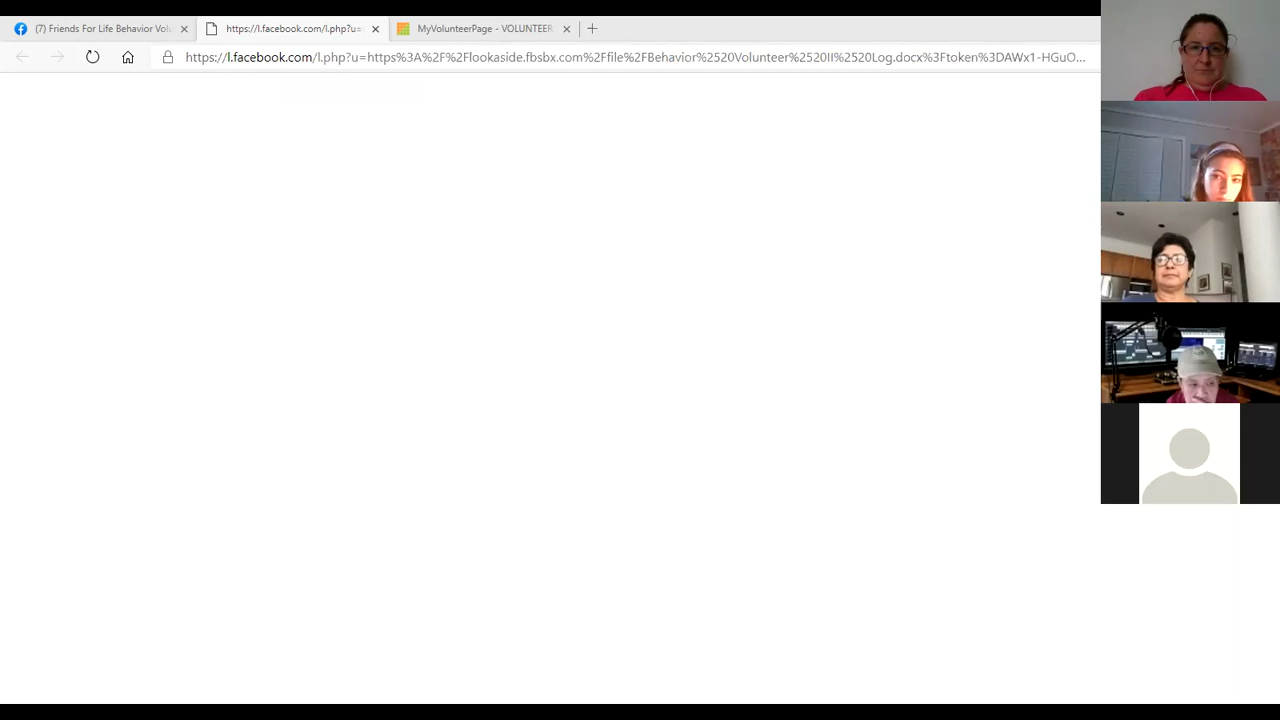 (7) Friends For Life Behavior Volu
https://l.facebook.com/l.php?u=
MyVolunteerPage - VOLUNTEER
https://l.facebook.com/l.php?u=https%3A%2F%2Flookaside.fbsbx.com%2Ffile%2FBehavior%2520Volunteer%2520II%2520Log.docx%3Ftoken%3DAWx1-HGuO...